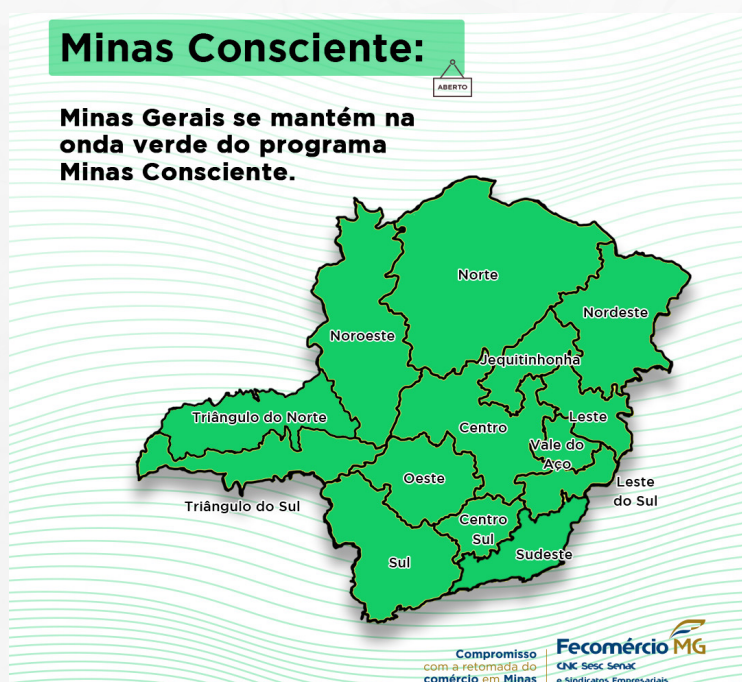 Minas Consciente:
ABERTO
Minas Gerais se mantém na
onda verde do programa
Minas Consciente.
Norte
Nordeste
Noroeste
Jequitinhonha
Triângulo do Norte
Leste
Centro
Vale do
Aço
Oeste
Leste
do Sul
Triângulo do Sul
Centro
Sul
Sudeste
Sul
Compromisso
com a retomada do
comércio em Minas
Fecomércio MG
CNC Sesc Senac
e Sindicatos Empresariais